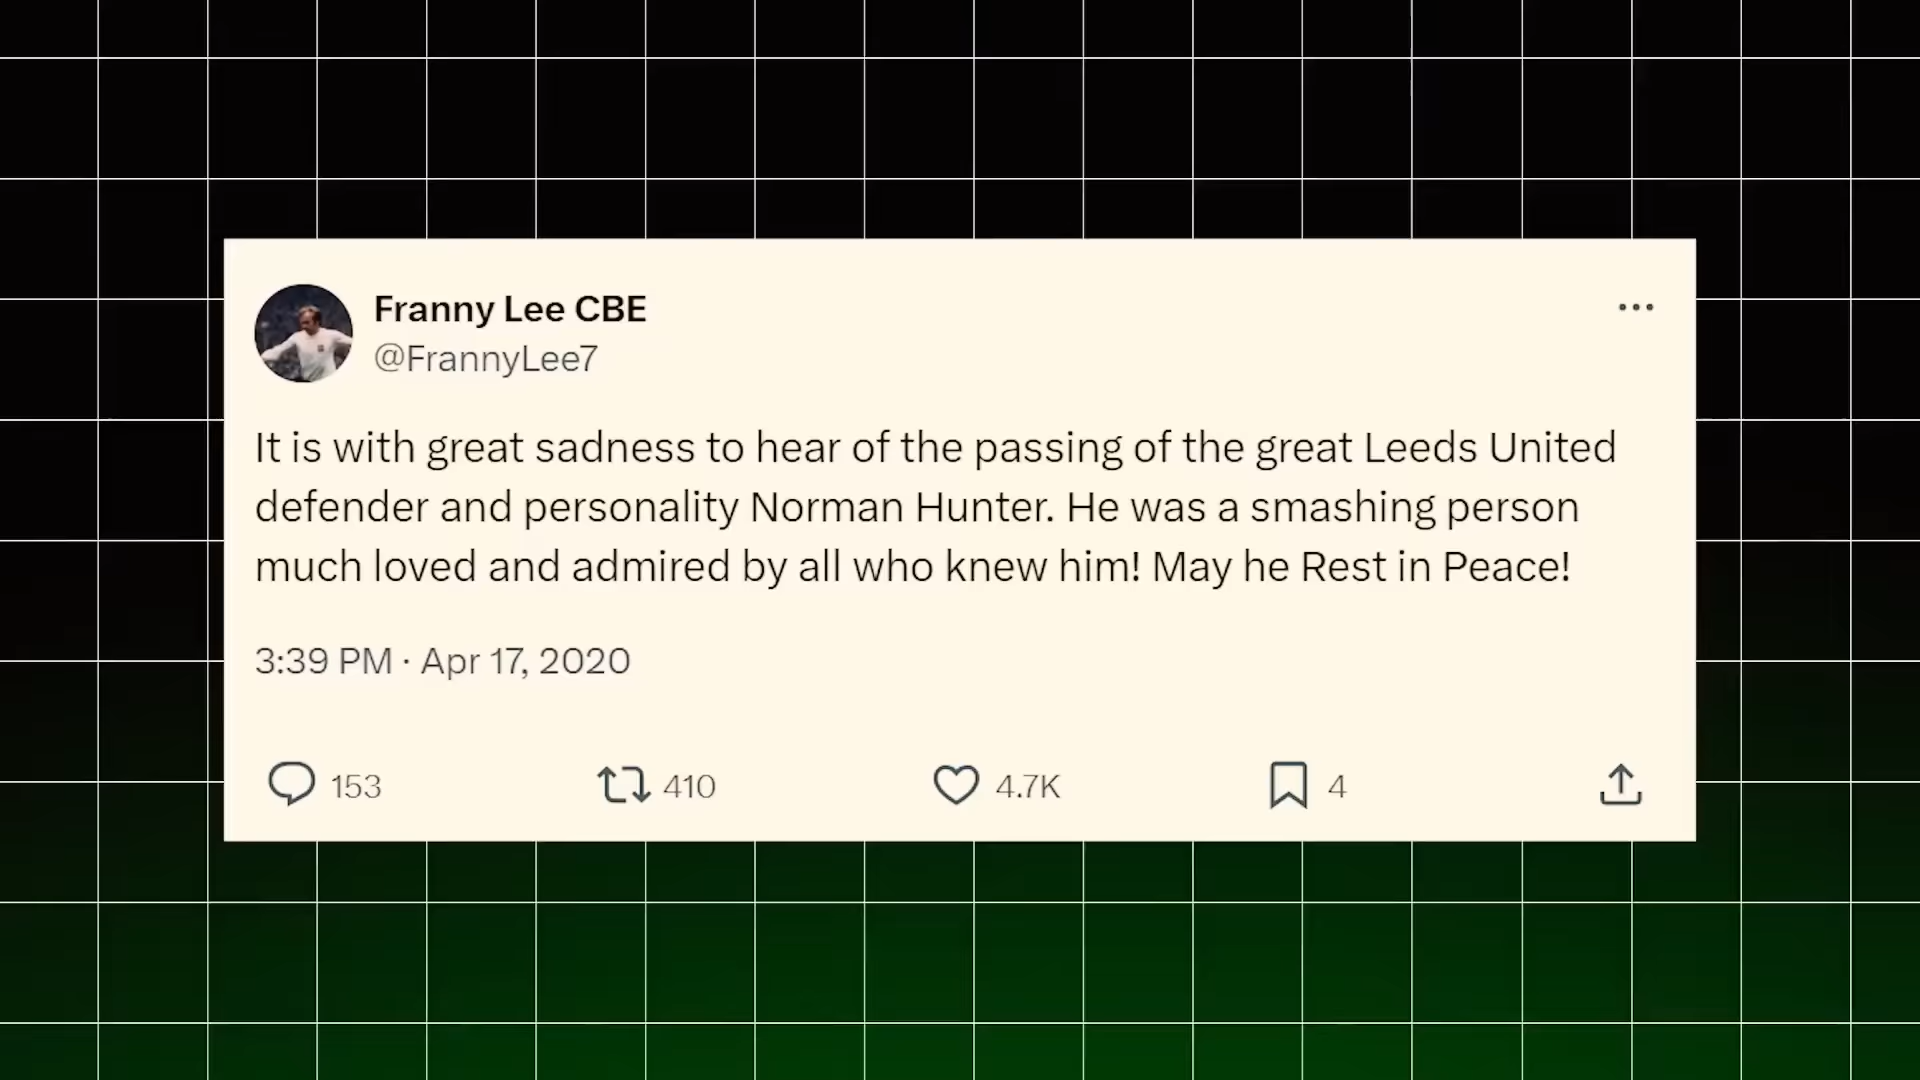 Franny Lee CBE
@FrannyLee7
It is with great sadness to hear of the passing of the great Leeds United
defender and personality Norman Hunter. He was a smashing person
much loved and admired by all who knew him! May he Rest in Peace!
3:39 PM · Apr 17, 2020
153 410 4.7K 4